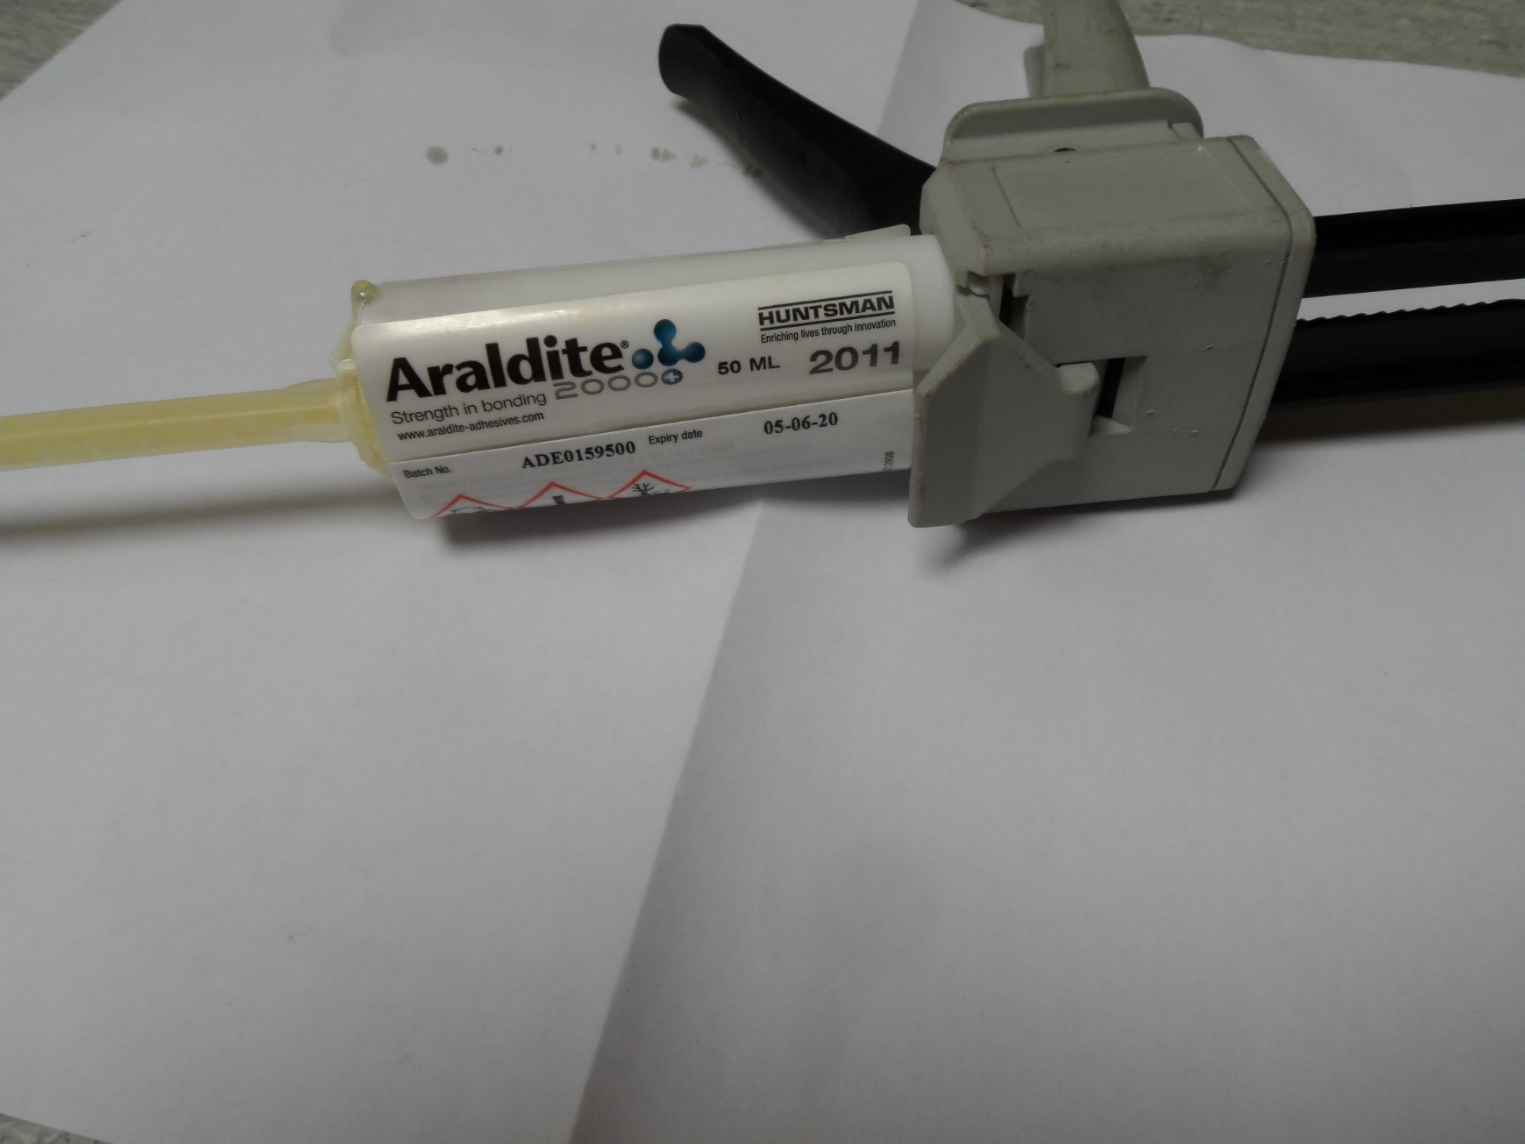 HUNTSMAN
Enriching lives through innovation
Araldite®
2000+
50 ML 2011
Strength in bonding
www.araldite-adhesives.com
Batch No. ADE0159500 Expiry date 05-06-20